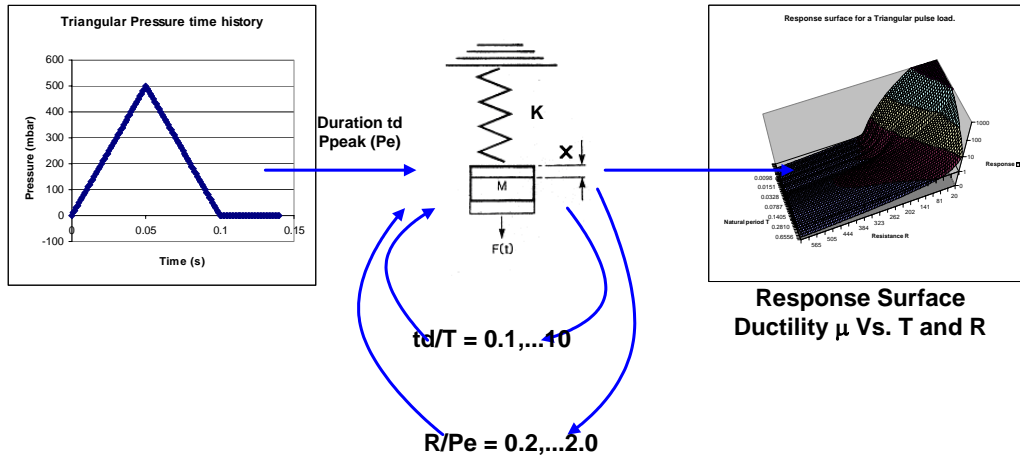 Triangular Pressure time history
600
500
400
300
200
100
0
-100
Pressure (mbar)
0
0.05
0.1
0.15
Time (s)
Duration td
Ppeak (Pe)
K
X
M
F(t)
td/T = 0.1,...10
R/Pe = 0.2,...2.0
Response surface for a Triangular pulse load.
1000
100
10
1
0
Response
0.0098
0.0151
0.0328
0.0787
0.1405
0.2810
0.6556
Natural period T
565
505
444
384
323
262
202
141
81
20
Resistance R
Response Surface
Ductility μ Vs. T and R